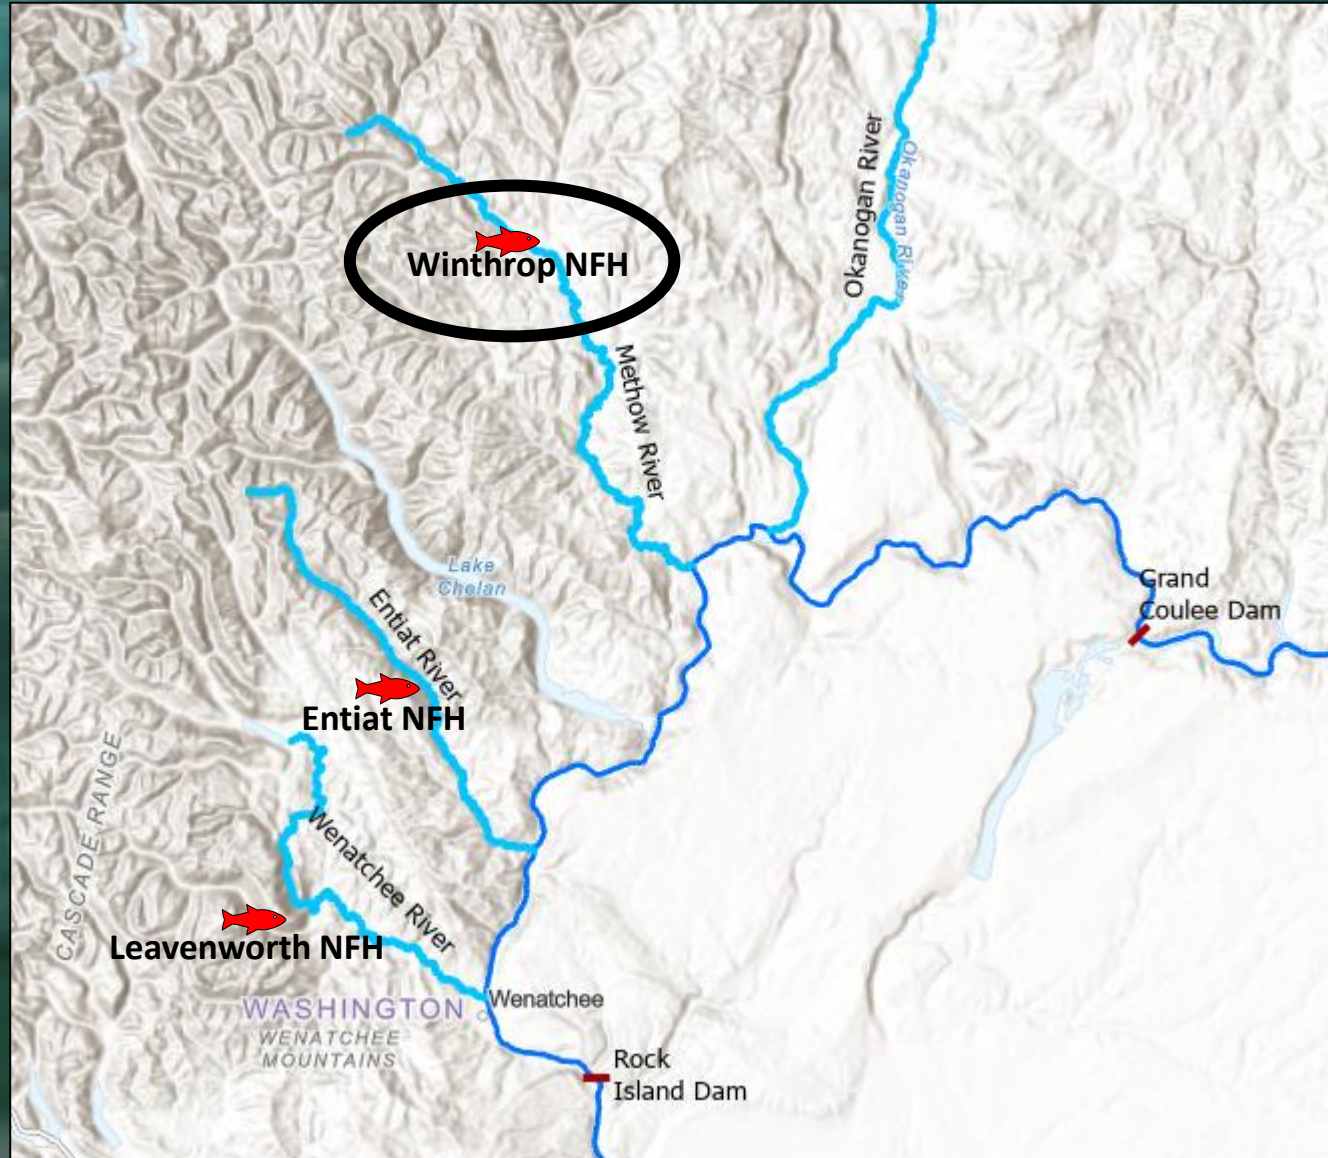 Okanogan River
Okanogan River
Winthrop NFH
Methow River
Lake
Chelan
Grand
Coulee Dam
Entiat River
Entiat NFH
CASCADE RANGE
Wenatchee River
Leavenworth NFH
WASHINGTON
Wenatchee
WENATCHEE
MOUNTAINS
Rock
Island Dam